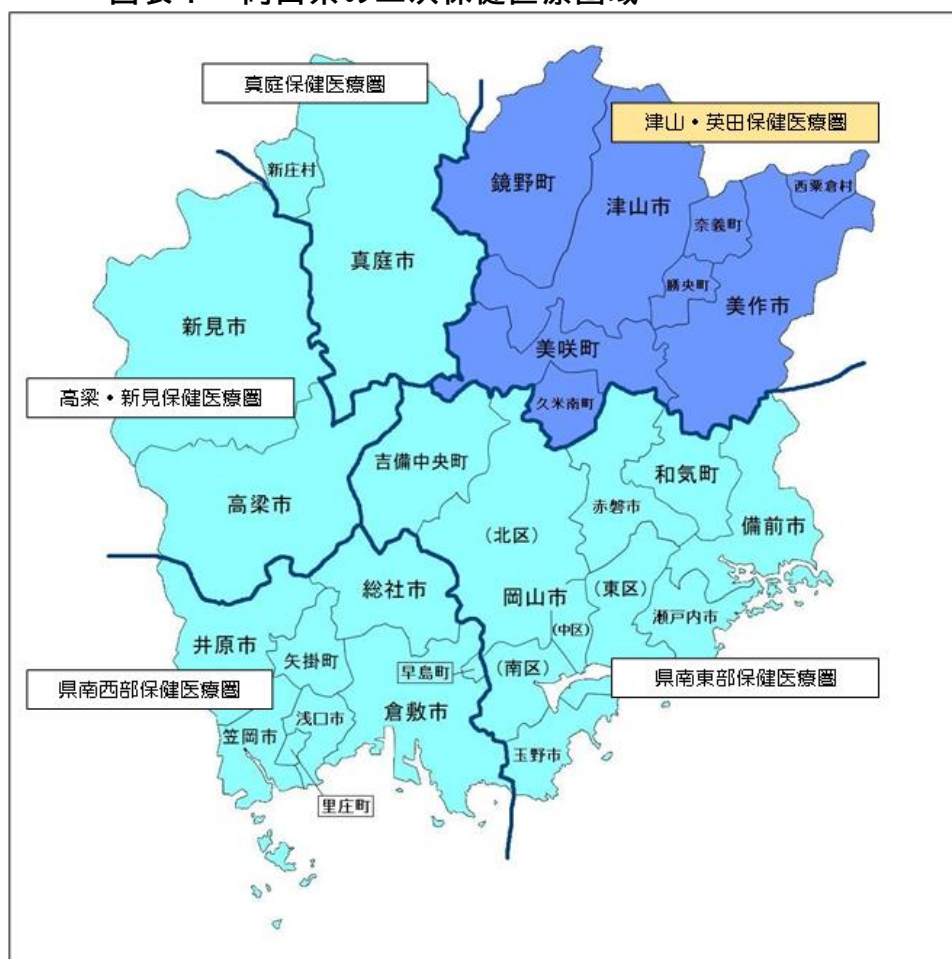 岡山県の二次保健医療圏域
真庭保健医療圏
津山・英田保健医療圏
新庄村
鏡野町
津山市
西粟倉村
奈義町
真庭市
勝央町
美作市
新見市
美咲町
高梁・新見保健医療圏
久米南町
吉備中央町
和気町
高梁市
赤磐市
備前市
(北区)
総社市
岡山市
(東区)
瀬戸内市
(中区)
井原市
矢掛町
早島町
(南区)
県南西部保健医療圏
県南東部保健医療圏
浅口市
倉敷市
笠岡市
玉野市
里庄町